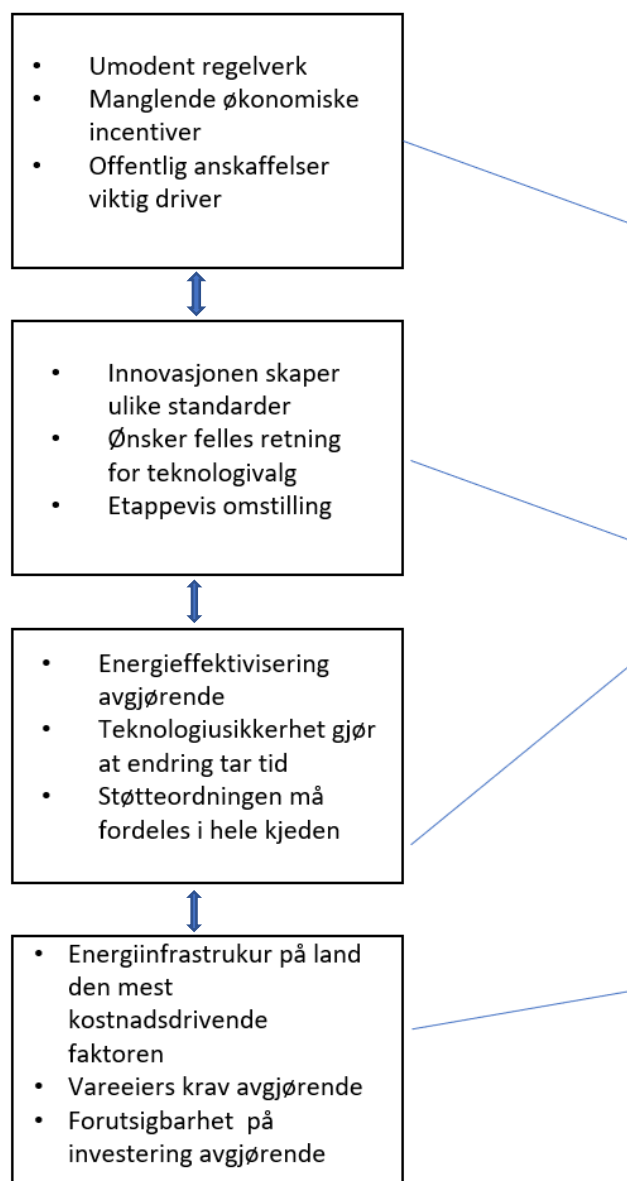 • Umodent regelverk
• Manglende økonomiske
incentiver
• Offentlig anskaffelser
viktig driver
• Innovasjonen skaper
ulike standarder
• Ønsker felles retning
for teknologivalg
• Etappevis omstilling
• Energieffektivisering
avgjørende
• Teknologiusikkerhet gjør
at endring tar tid
• Støtteordningen må
fordeles i hele kjeden
• Energiinfrastrukur på land
den mest
kostnadsdrivende
faktoren
• Vareeiers krav avgjørende
• Forutsigbarhet på
investering avgjørende